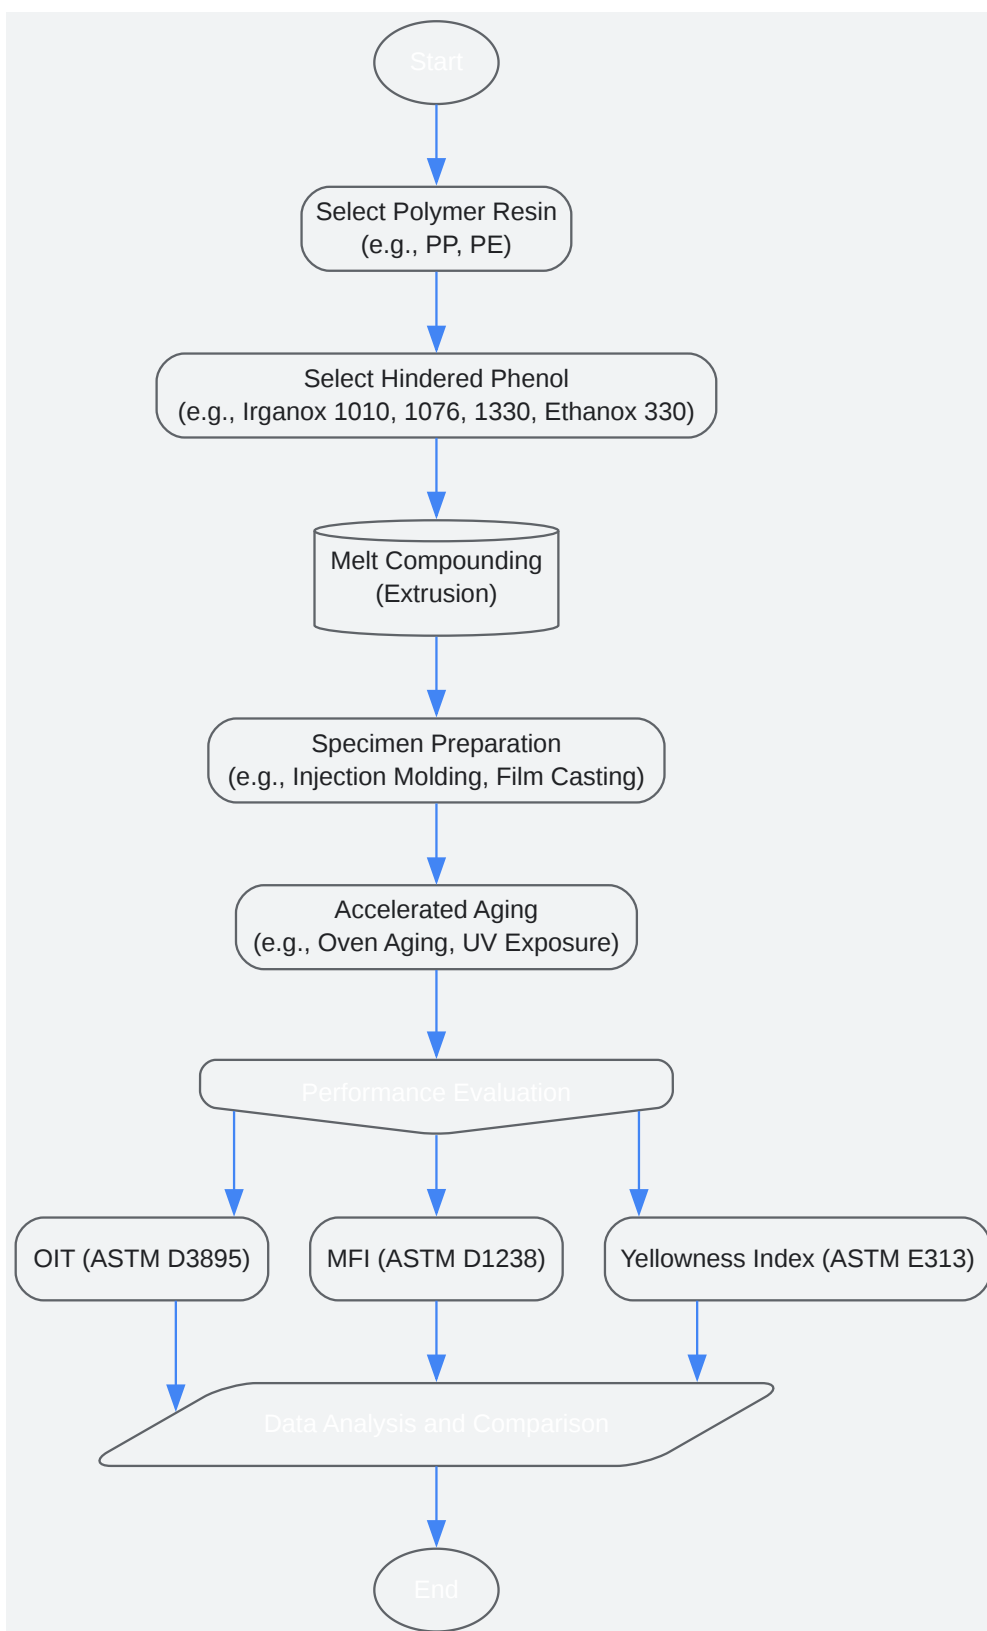 Start
Select Polymer Resin
(e.g., PP, PE)
Select Hindered Phenol
(e.g., Irganox 1010, 1076, 1330, Ethanox 330)
Melt Compounding
(Extrusion)
Specimen Preparation
(e.g., Injection Molding, Film Casting)
Accelerated Aging
(e.g., Oven Aging, UV Exposure)
Performance Evaluation
OIT (ASTM D3895)
MFI (ASTM D1238)
Yellowness Index (ASTM E313)
Data Analysis and Comparison
End